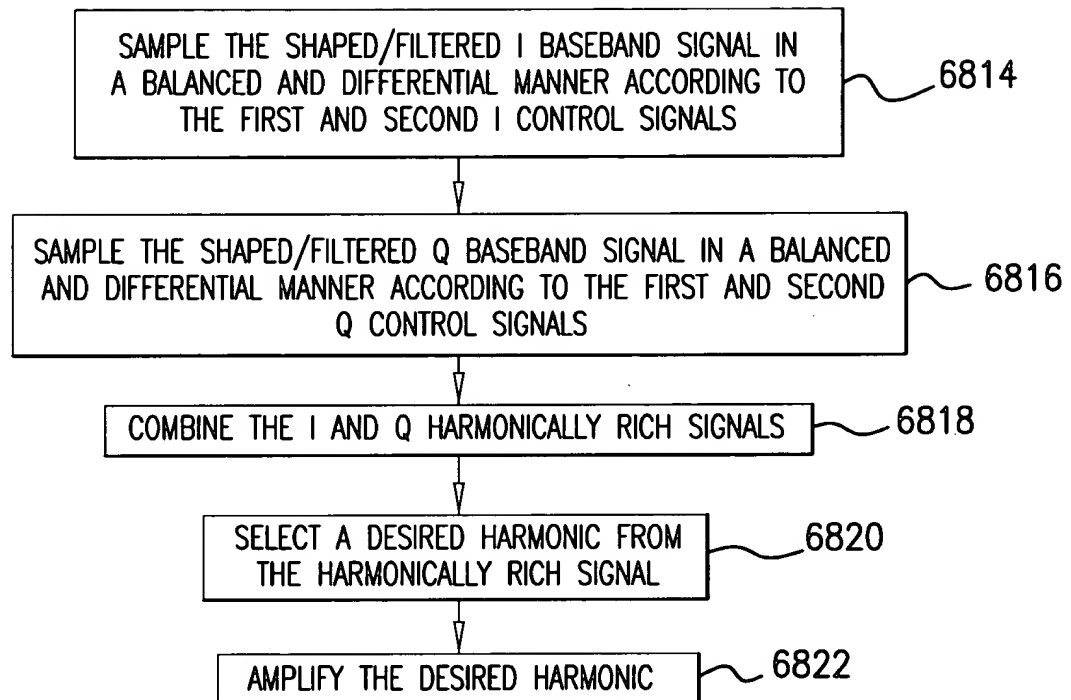 SAMPLE THE SHAPED/FILTERED I BASEBAND SIGNAL IN
A BALANCED AND DIFFERENTIAL MANNER ACCORDING TO
THE FIRST AND SECOND I CONTROL SIGNALS
6814
SAMPLE THE SHAPED/FILTERED Q BASEBAND SIGNAL IN A BALANCED
AND DIFFERENTIAL MANNER ACCORDING TO THE FIRST AND SECOND
Q CONTROL SIGNALS
6816
COMBINE THE I AND Q HARMONICALLY RICH SIGNALS
6818
SELECT A DESIRED HARMONIC FROM
THE HARMONICALLY RICH SIGNAL
6820
AMPLIFY THE DESIRED HARMONIC
6822